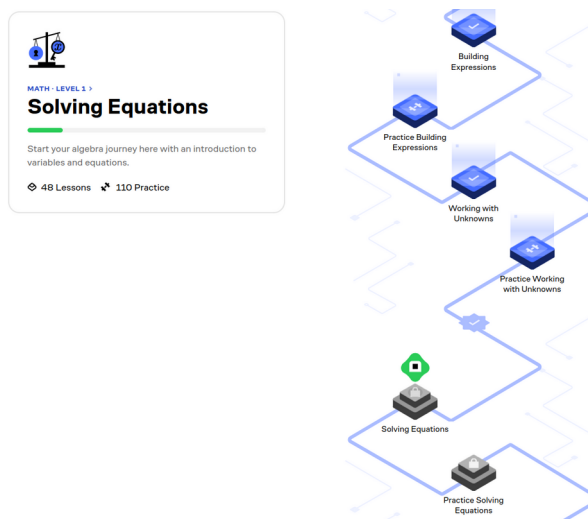 MATH · LEVEL 1 >
Solving Equations
Start your algebra journey here with an introduction to
variables and equations.
48 Lessons 110 Practice
Building
Expressions
Practice Building
Expressions
Working with
Unknowns
Practice Working
with Unknowns
Solving Equations
Practice Solving
Equations